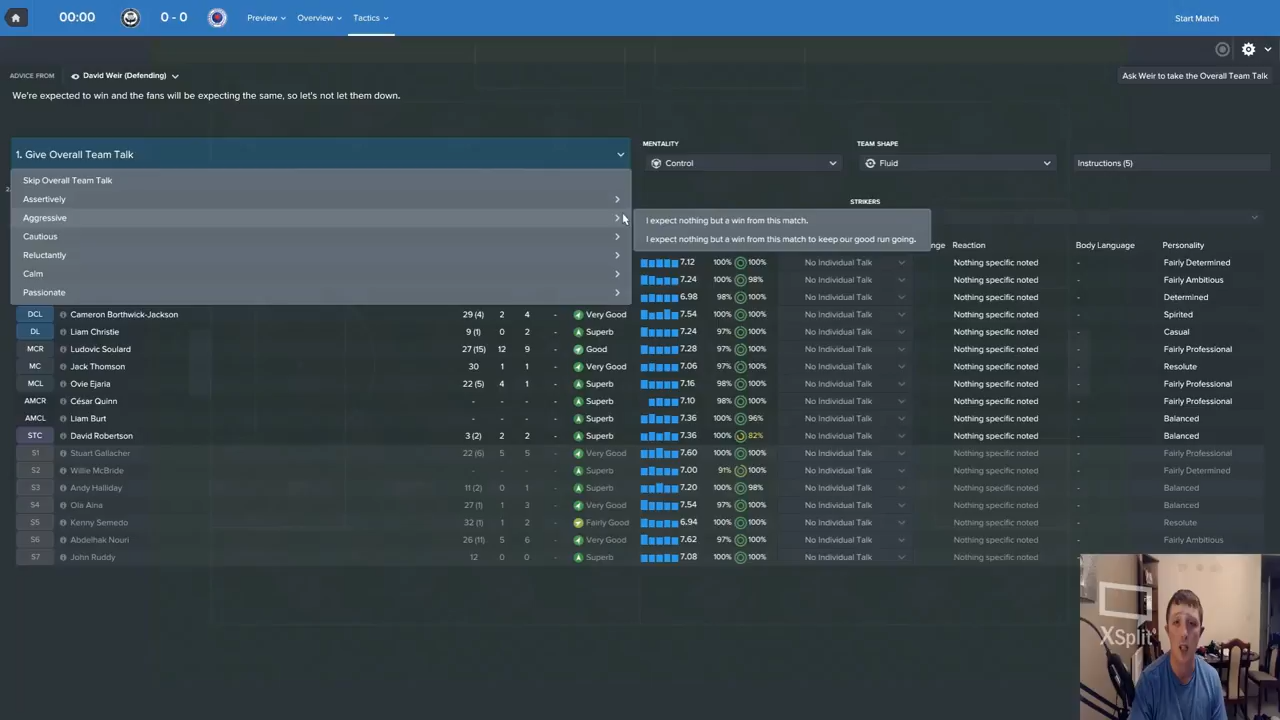 00:00 0 - 0 Preview Overview Tactics Start Match
ADVICE FROM David Weir (Defending) Ask Weir to take the Overall Team Talk
We're expected to win and the fans will be expecting the same, so let's not let them down.
MENTALITY TEAM SHAPE
1. Give Overall Team Talk Control Fluid Instructions (5)
Skip Overall Team Talk
Assertively STRIKERS
Aggressive I expect nothing but a win from this match.
Cautious I expect nothing but a win from this match to keep our good run going.
Reaction Body Language Personality
Reluctantly 7.12 100% 100% No Individual Talk Nothing specific noted - Fairly Determined
Calm 7.24 100% 98% No Individual Talk Nothing specific noted - Fairly Ambitious
Passionate 6.98 98% 100% No Individual Talk Nothing specific noted - Determined
DCL Cameron Borthwick-Jackson 29 (4) 2 4 - Very Good 7.54 100% 100% No Individual Talk Nothing specific noted - Spirited
DL Liam Christie 9 (1) 0 2 - Superb 7.24 97% 100% No Individual Talk Nothing specific noted - Casual
MCR Ludovic Soulard 27 (15) 12 9 - Good 7.28 97% 100% No Individual Talk Nothing specific noted - Fairly Professional
MC Jack Thomson 30 1 1 - Very Good 7.06 97% 100% No Individual Talk Nothing specific noted - Resolute
MCL Ovie Ejaria 22 (5) 4 1 - Superb 7.16 98% 100% No Individual Talk Nothing specific noted - Fairly Professional
AMCR César Quinn - - - - Superb 7.10 98% 100% No Individual Talk Nothing specific noted - Fairly Professional
AMCL Liam Burt - - - - Superb 7.36 100% 96% No Individual Talk Nothing specific noted - Balanced
STC David Robertson 3 (2) 2 2 - Superb 7.36 100% 82% No Individual Talk Nothing specific noted - Balanced
S1 Stuart Gallacher 22 (6) 5 5 - Very Good 7.60 100% 100% No Individual Talk Nothing specific noted - Fairly Professional
S2 Willie McBride - - - - Superb 7.00 91% 100% No Individual Talk Nothing specific noted - Fairly Determined
S3 Andy Halliday 11 (2) 0 1 - Superb 7.20 100% 98% No Individual Talk Nothing specific noted - Balanced
S4 Ola Aina 27 (1) 1 3 - Very Good 7.54 97% 100% No Individual Talk Nothing specific noted - Balanced
S5 Kenny Semedo 32 (1) 1 2 - Fairly Good 6.94 100% 100% No Individual Talk Nothing specific noted - Resolute
S6 Abdelhak Nouri 26 (11) 5 6 - Very Good 7.62 97% 100% No Individual Talk Nothing specific noted - Fairly Ambitious
S7 John Ruddy 12 0 0 - Superb 7.08 100% 100% No Individual Talk Nothing specific noted - Balanced
XSplit